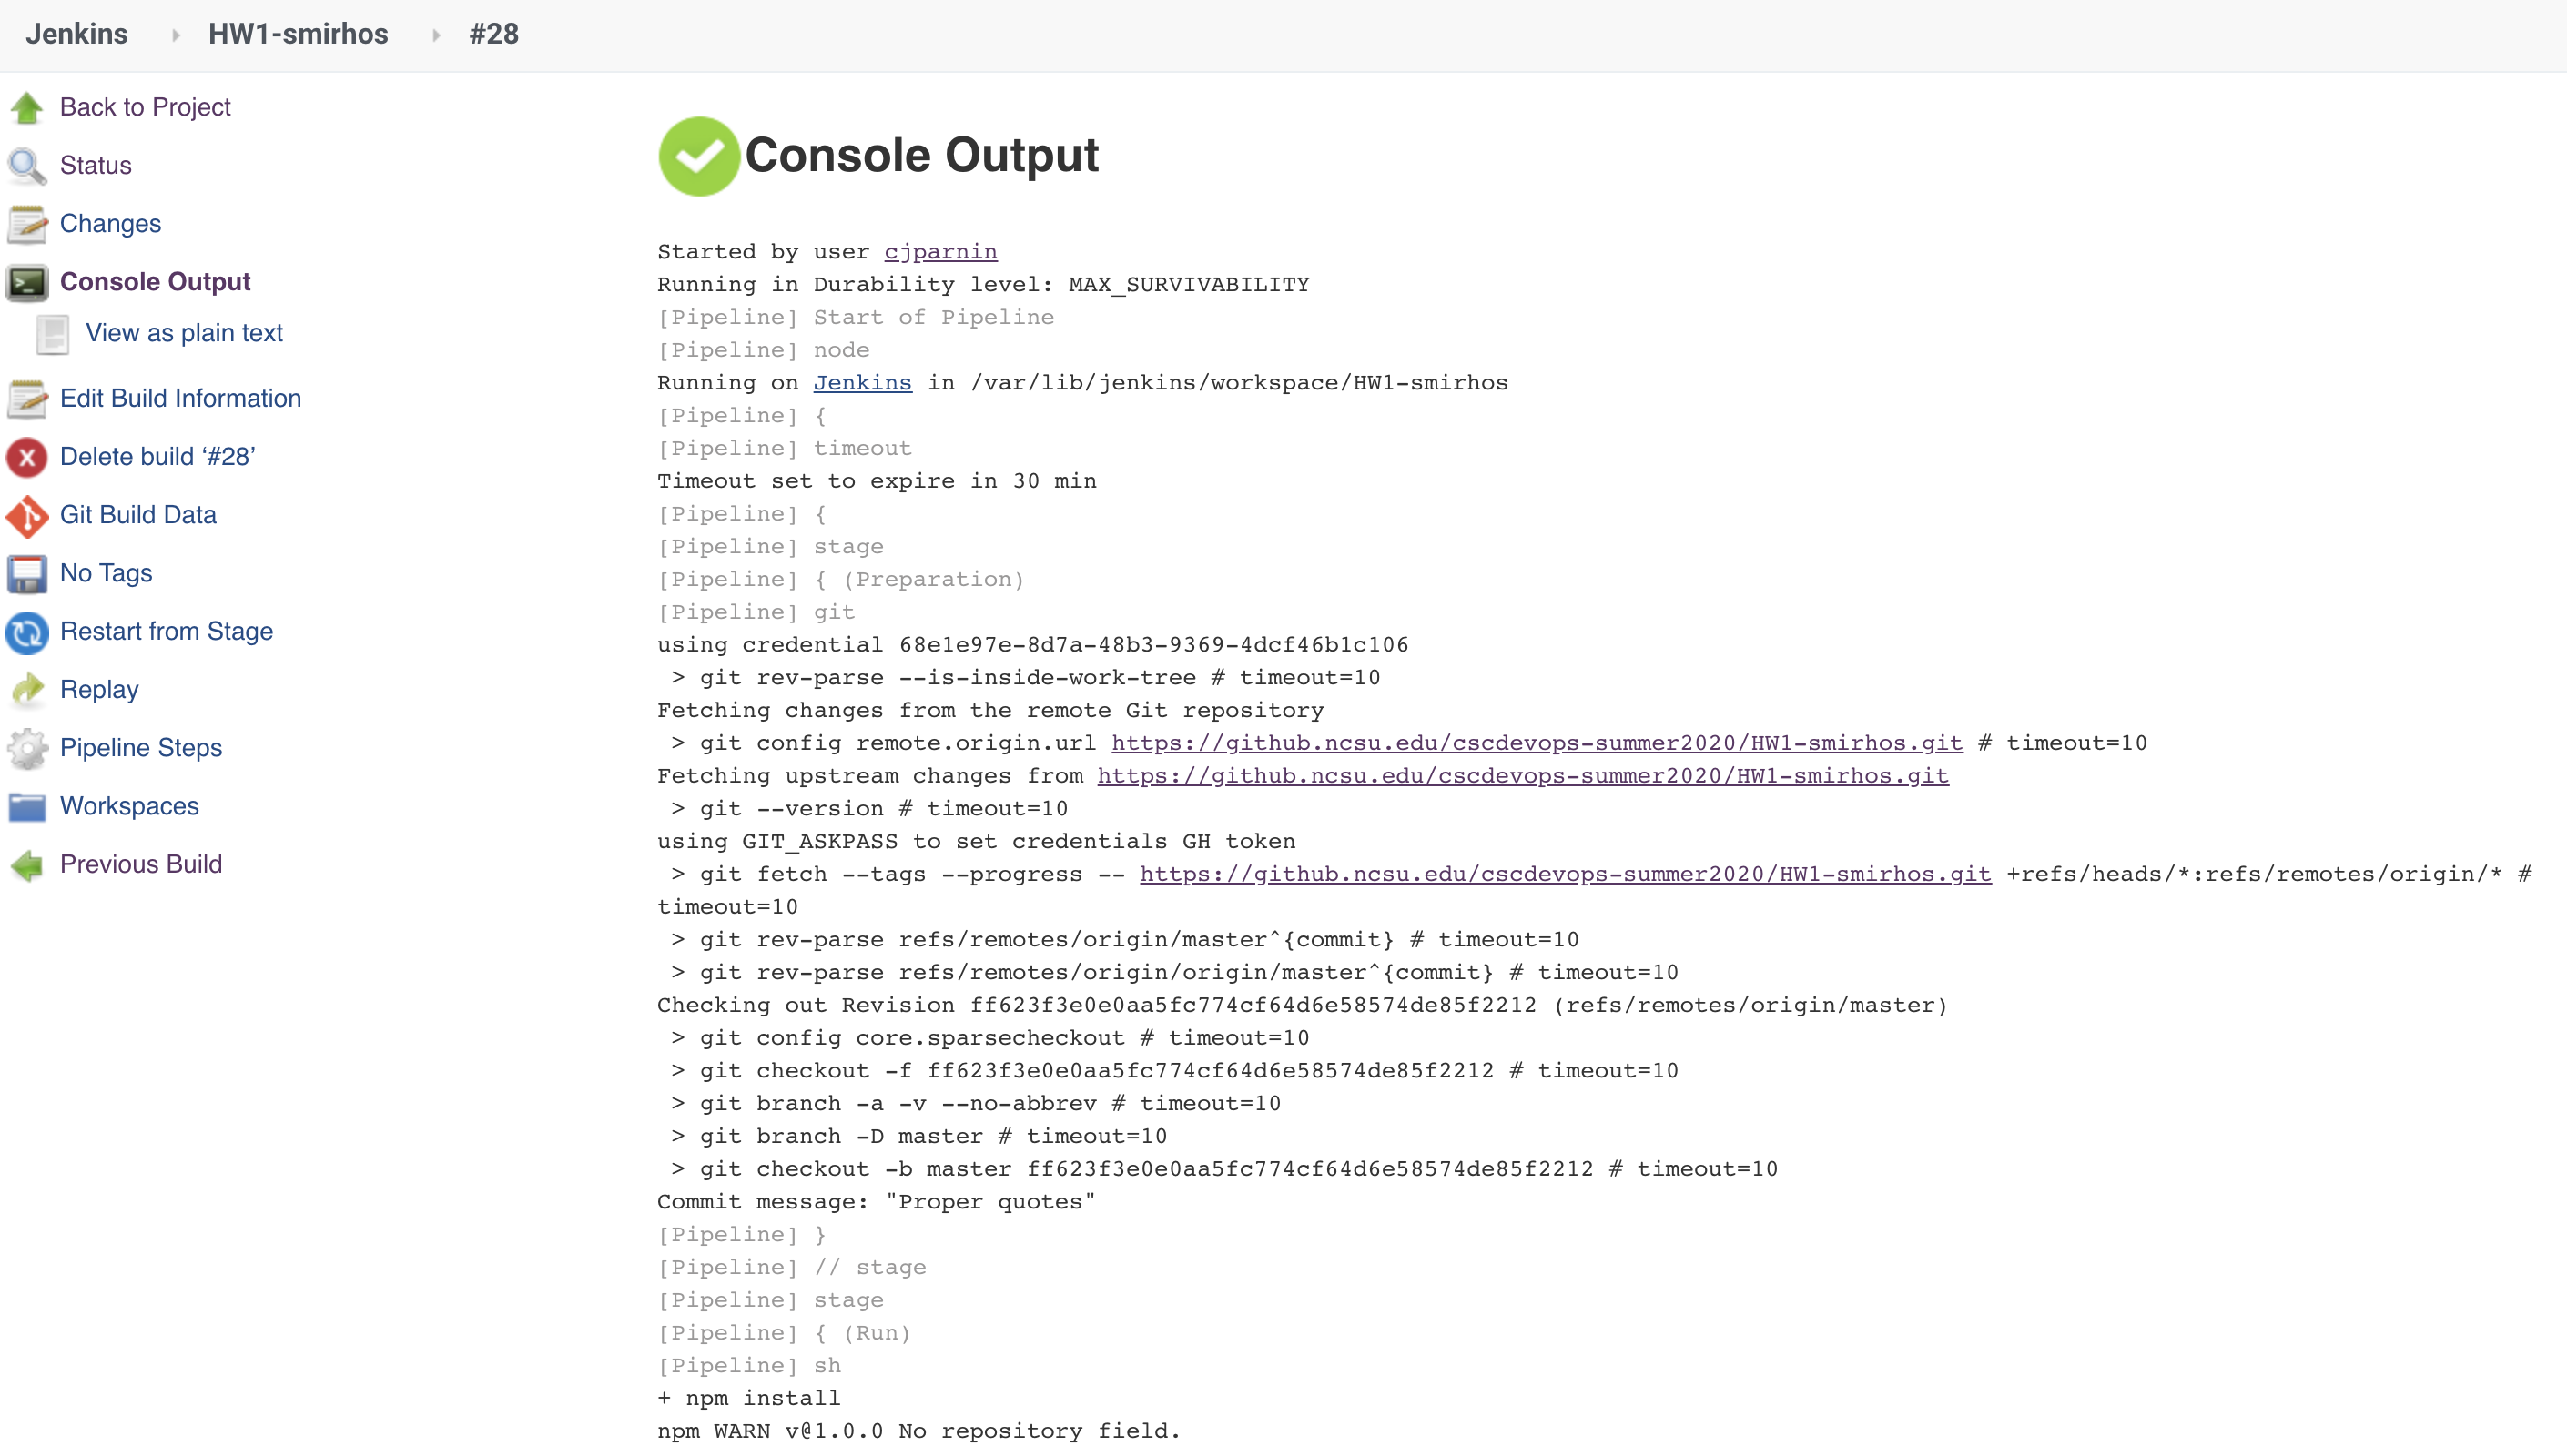 Jenkins HW1-smirhos #28
Back to Project
Status
Changes
Console Output
View as plain text
Edit Build Information
Delete build ‘#28’
Git Build Data
No Tags
Restart from Stage
Replay
Pipeline Steps
Workspaces
Previous Build
Console Output
Started by user cjparnin
Running in Durability level: MAX_SURVIVABILITY
[Pipeline] Start of Pipeline
[Pipeline] node
Running on Jenkins in /var/lib/jenkins/workspace/HW1-smirhos
[Pipeline] {
[Pipeline] timeout
Timeout set to expire in 30 min
[Pipeline] {
[Pipeline] stage
[Pipeline] { (Preparation)
[Pipeline] git
using credential 68e1e97e-8d7a-48b3-9369-4dcf46b1c106
 > git rev-parse --is-inside-work-tree # timeout=10
Fetching changes from the remote Git repository
 > git config remote.origin.url https://github.ncsu.edu/cscdevops-summer2020/HW1-smirhos.git # timeout=10
Fetching upstream changes from https://github.ncsu.edu/cscdevops-summer2020/HW1-smirhos.git
 > git --version # timeout=10
using GIT_ASKPASS to set credentials GH token
 > git fetch --tags --progress -- https://github.ncsu.edu/cscdevops-summer2020/HW1-smirhos.git +refs/heads/*:refs/remotes/origin/* #
timeout=10
 > git rev-parse refs/remotes/origin/master^{commit} # timeout=10
 > git rev-parse refs/remotes/origin/origin/master^{commit} # timeout=10
Checking out Revision ff623f3e0e0aa5fc774cf64d6e58574de85f2212 (refs/remotes/origin/master)
 > git config core.sparsecheckout # timeout=10
 > git checkout -f ff623f3e0e0aa5fc774cf64d6e58574de85f2212 # timeout=10
 > git branch -a -v --no-abbrev # timeout=10
 > git branch -D master # timeout=10
 > git checkout -b master ff623f3e0e0aa5fc774cf64d6e58574de85f2212 # timeout=10
Commit message: "Proper quotes"
[Pipeline] }
[Pipeline] // stage
[Pipeline] stage
[Pipeline] { (Run)
[Pipeline] sh
+ npm install
npm WARN v@1.0.0 No repository field.